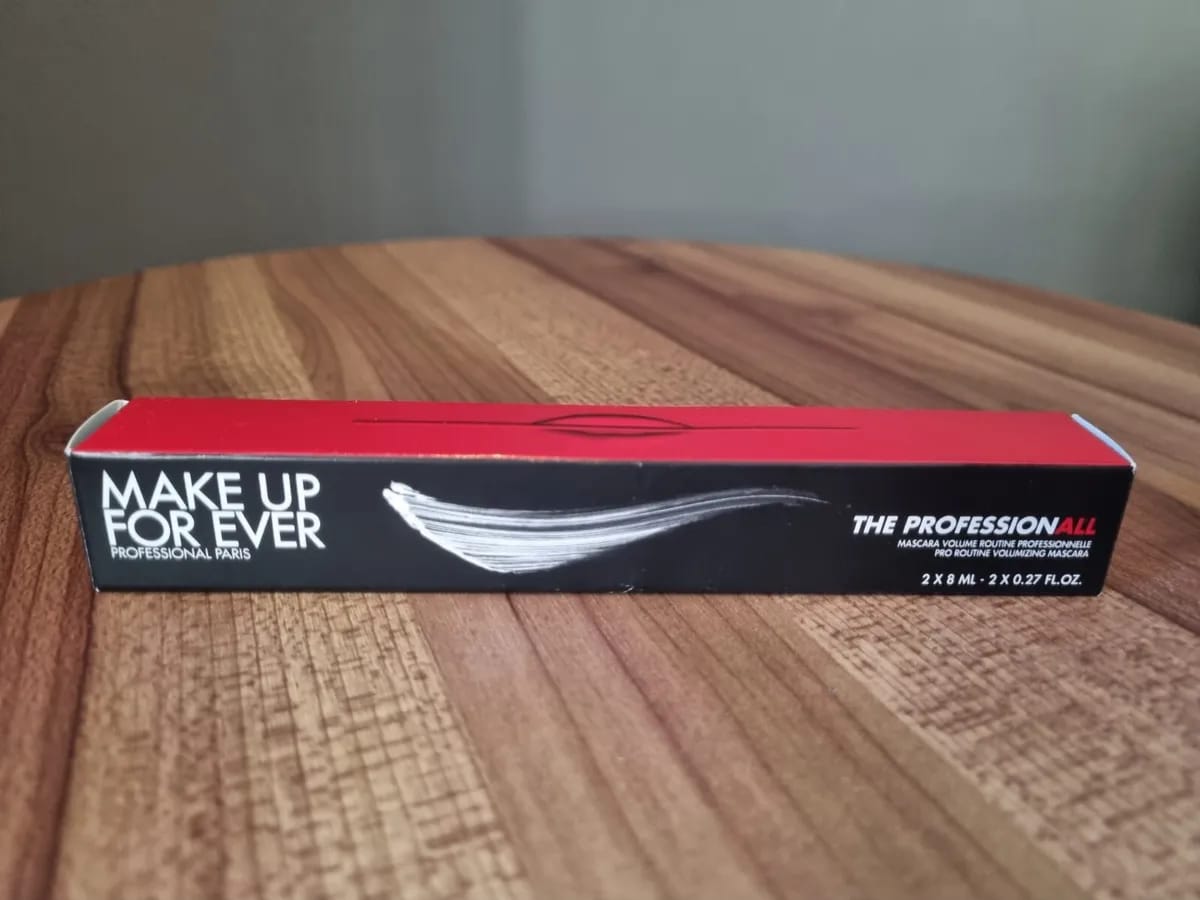 MAKE UP
FOR EVER
PROFESSIONAL PARIS
THE PROFESSIONALL
MASCARA VOLUME ROUTINE PROFESSIONNELLE
PRO ROUTINE VOLUMIZING MASCARA
2 X 8 ML - 2 X 0.27 FL.OZ.